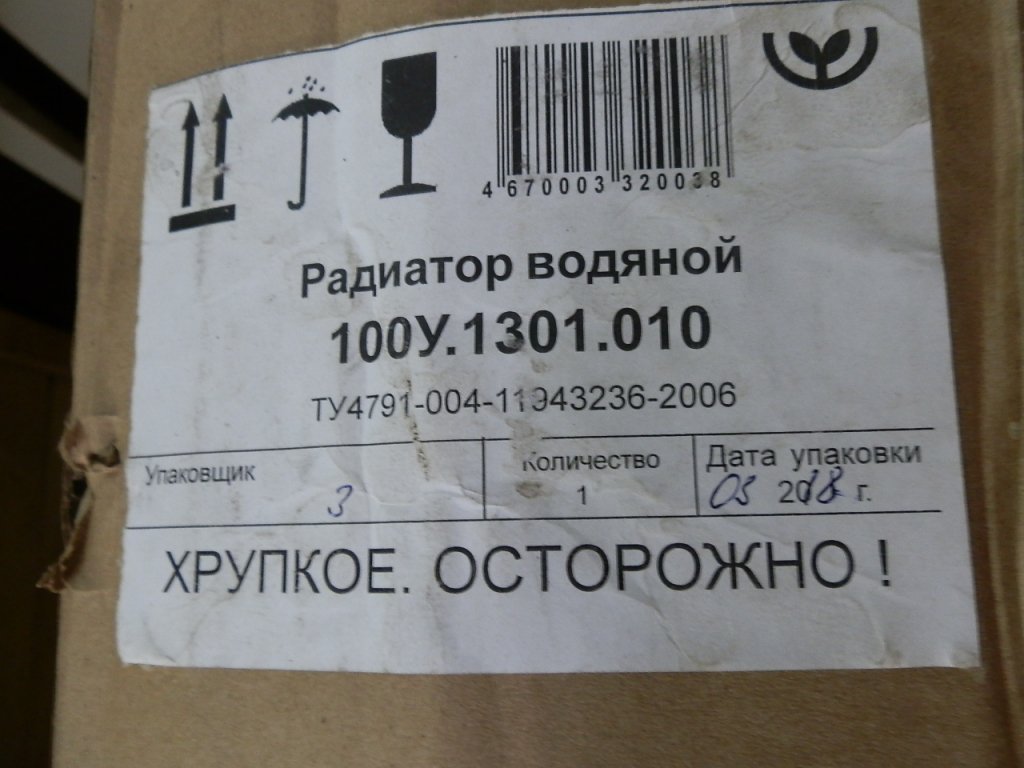 4 670003 320038
Радиатор водяной
100У.1301.010
ТУ4791-004-11943236-2006
Упаковщик Количество Дата упаковки
3 1 03 2018 г.
ХРУПКОЕ. ОСТОРОЖНО !